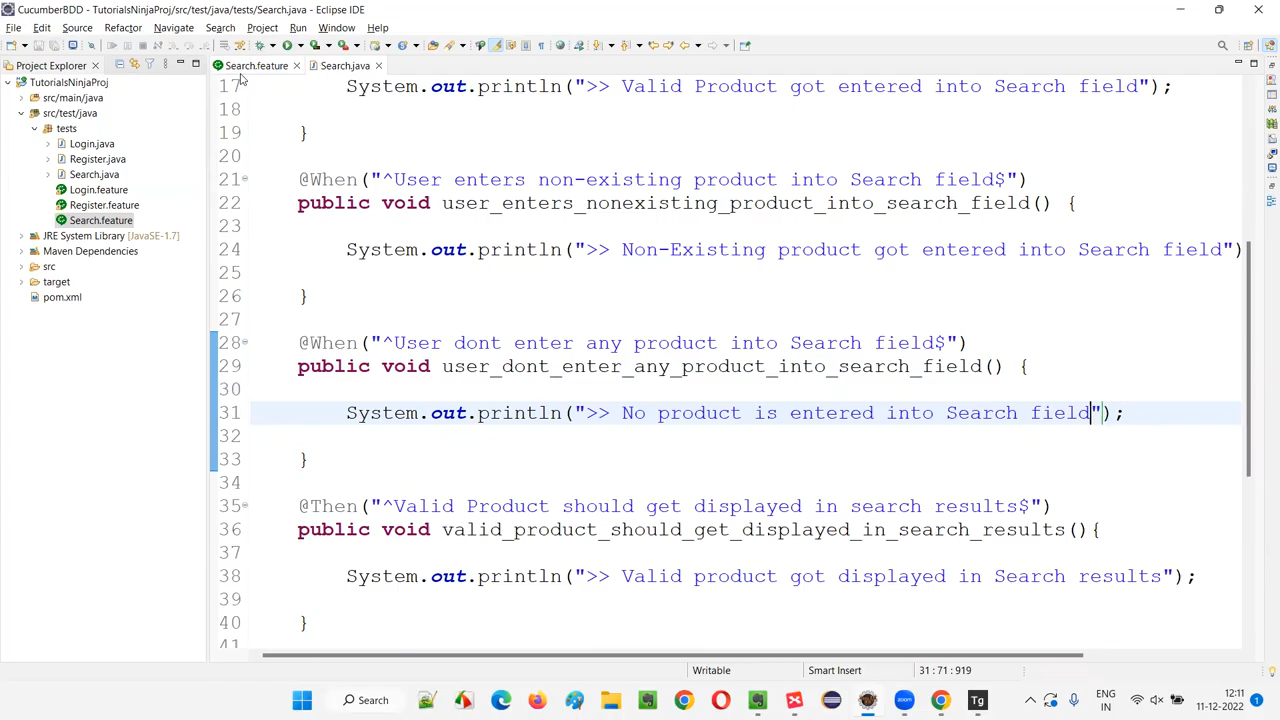 CucumberBDD - TutorialsNinjaProj/src/test/java/tests/Search.java - Eclipse IDE
File Edit Source Refactor Navigate Search Project Run Window Help
Project Explorer
Search.feature Search.java
TutorialsNinjaProj
src/main/java
src/test/java
tests
Login.java
Register.java
Search.java
Login.feature
Register.feature
Search.feature
JRE System Library [JavaSE-1.7]
Maven Dependencies
src
target
pom.xml
17 System.out.println(">> Valid Product got entered into Search field");
18
19 }
20
21 @When("^User enters non-existing product into Search field$")
22 public void user_enters_nonexisting_product_into_search_field() {
23
24 System.out.println(">> Non-Existing product got entered into Search field")
25
26 }
27
28 @When("^User dont enter any product into Search field$")
29 public void user_dont_enter_any_product_into_search_field() {
30
31 System.out.println(">> No product is entered into Search field");
32
33 }
34
35 @Then("^Valid Product should get displayed in search results$")
36 public void valid_product_should_get_displayed_in_search_results(){
37
38 System.out.println(">> Valid product got displayed in Search results");
39
40 }
41
Writable Smart Insert 31 : 71 : 919
Search
Tg
ENG
IN
12:11
11-12-2022
1